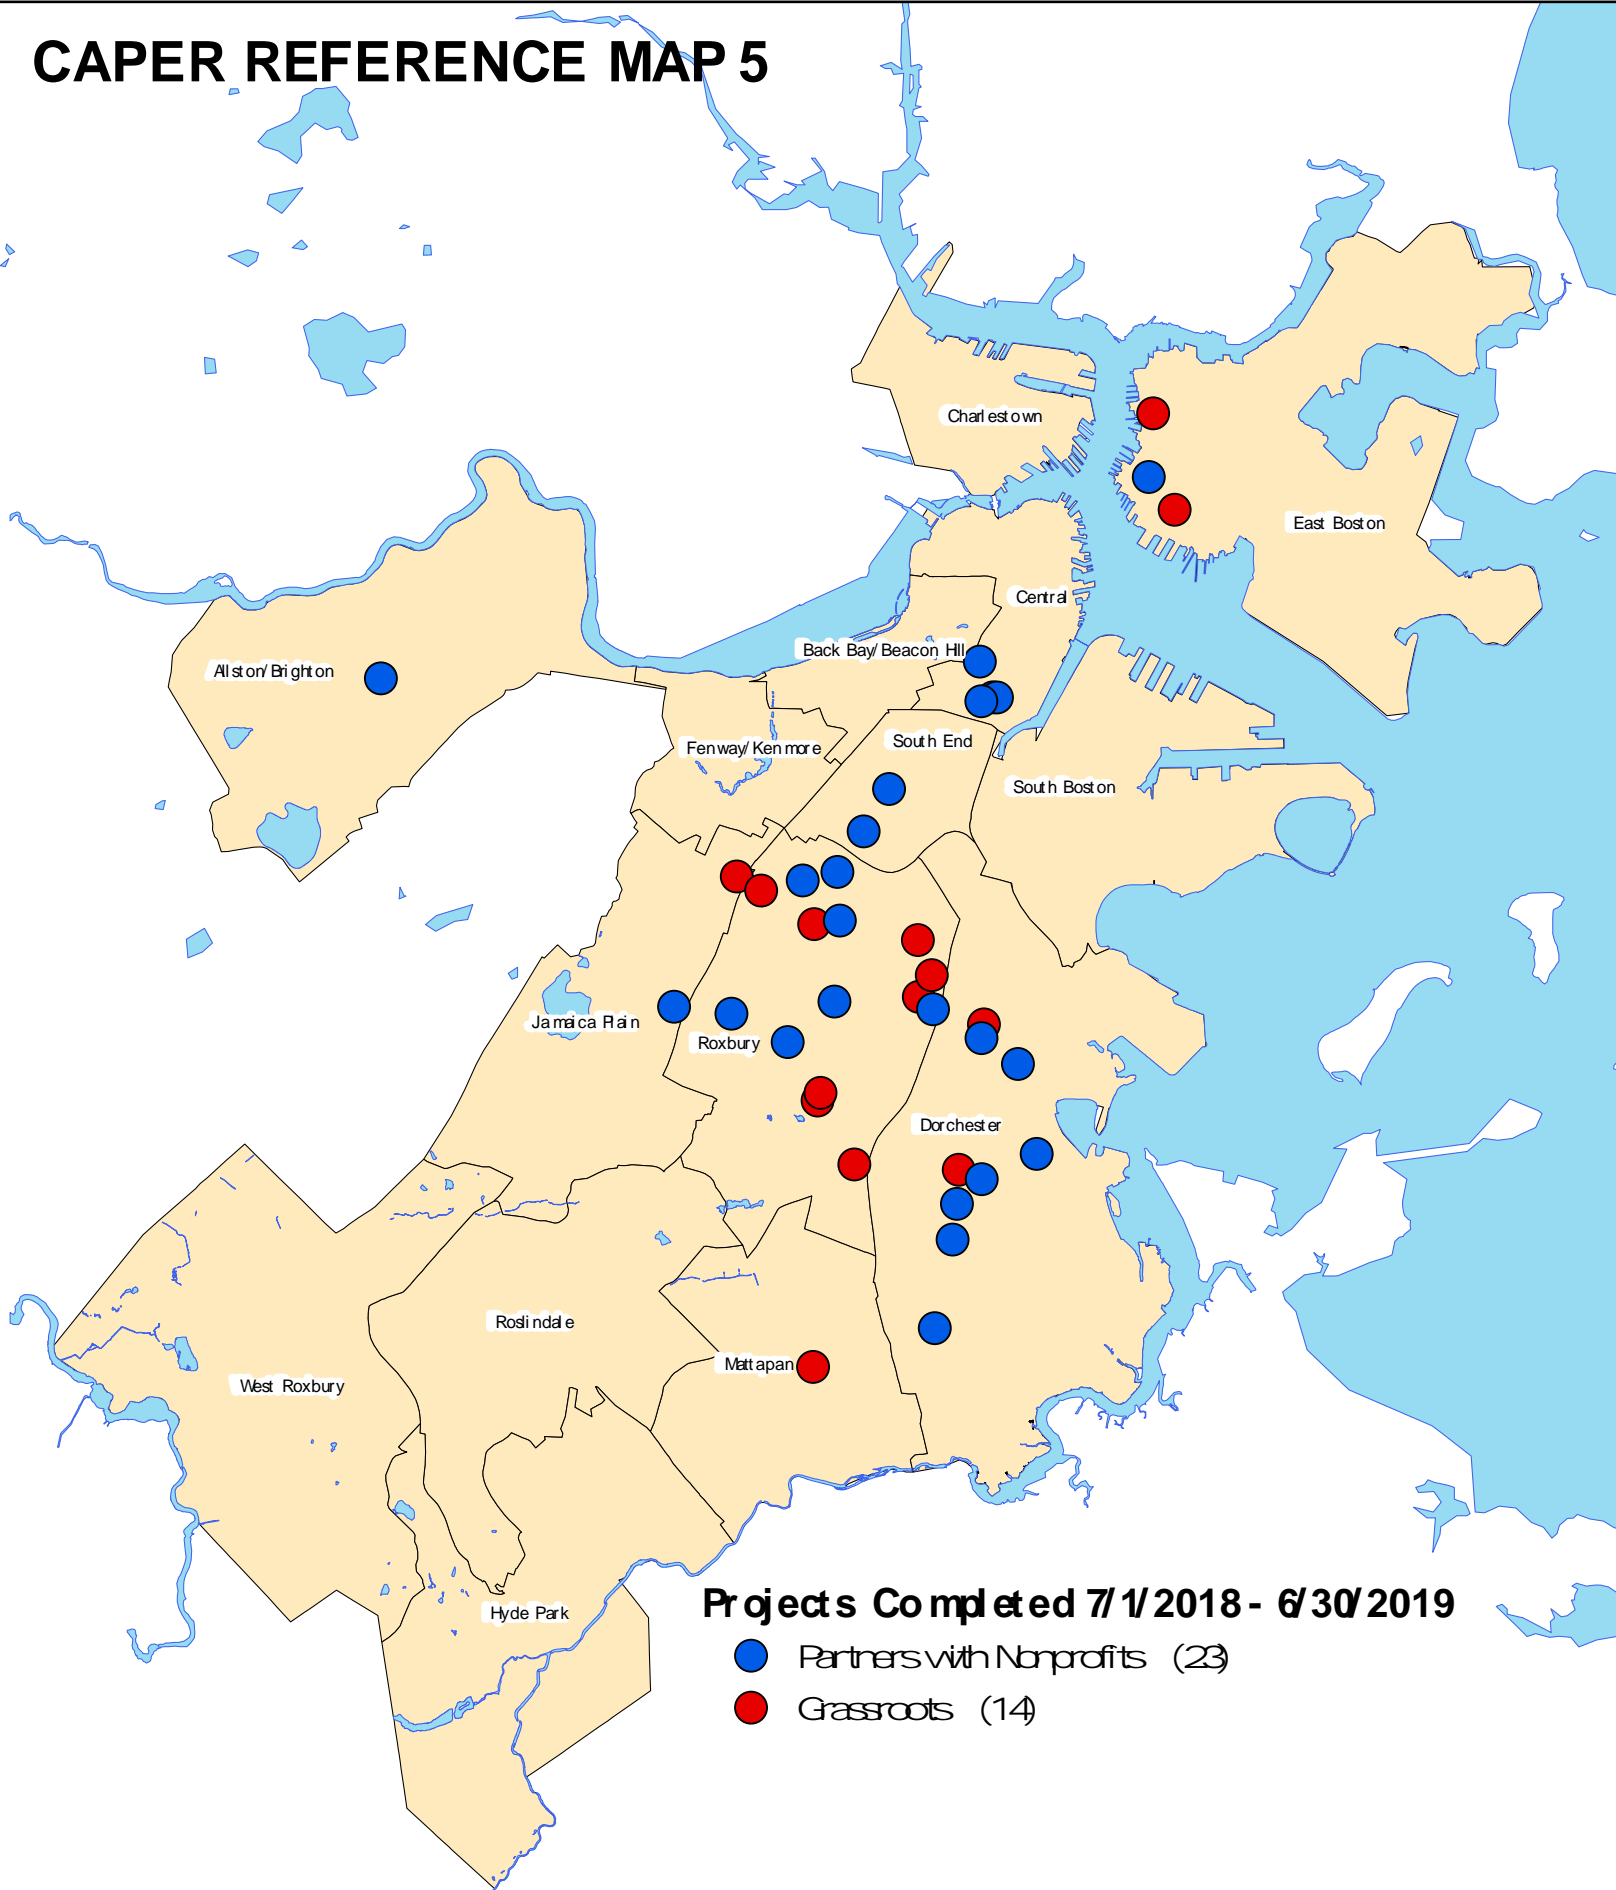 CAPER REFERENCE MAP 5
Charlestown
East Boston
Central
Back Bay/Beacon Hill
Allston/Brighton
South End
Fenway/Kenmore
South Boston
Jamaica Plain
Roxbury
Dorchester
Roslindale
Mattapan
West Roxbury
Hyde Park
Projects Completed 7/1/2018 - 6/30/2019
Partners with Nonprofits (23)
Grassroots (14)